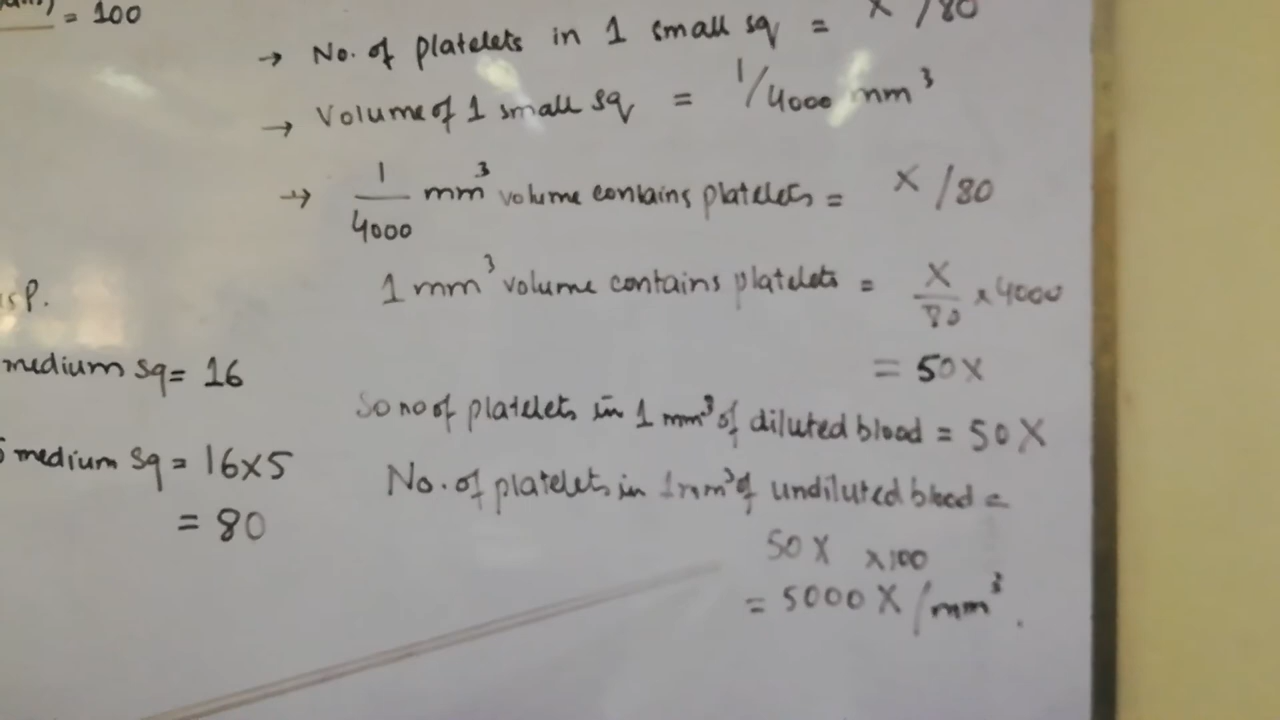 = 100
→ No. of platelets in 1 small sq = X /80
→ Volume of 1 small sq = 1/4000 mm³
→ 1/4000 mm³ volume contains platelets = X /80
1 mm³ volume contains platelets = X/80 x 4000
= 50X
so no of platelets in 1 mm³ of diluted blood = 50X
No. of platelets in 1mm³ of undiluted blood =
50X x100
= 5000X/mm³.
sp.
medium sq = 16
5 medium sq = 16x5
= 80